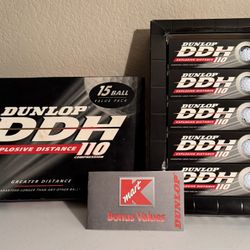 15 BALL
VALUE PACK
DUNLOP
DDH
EXPLOSIVE DISTANCE 110
COMPRESSION
GREATER DISTANCE
K
mart
Bonus Values
DUNLOP
DUNLOP
DDH
EXPLOSIVE DISTANCE 110
DUNLOP
DDH
EXPLOSIVE DISTANCE 110
DUNLOP
DDH
EXPLOSIVE DISTANCE 110
DUNLOP
DDH
EXPLOSIVE DISTANCE 110
DUNLOP
DDH
EXPLOSIVE DISTANCE 110